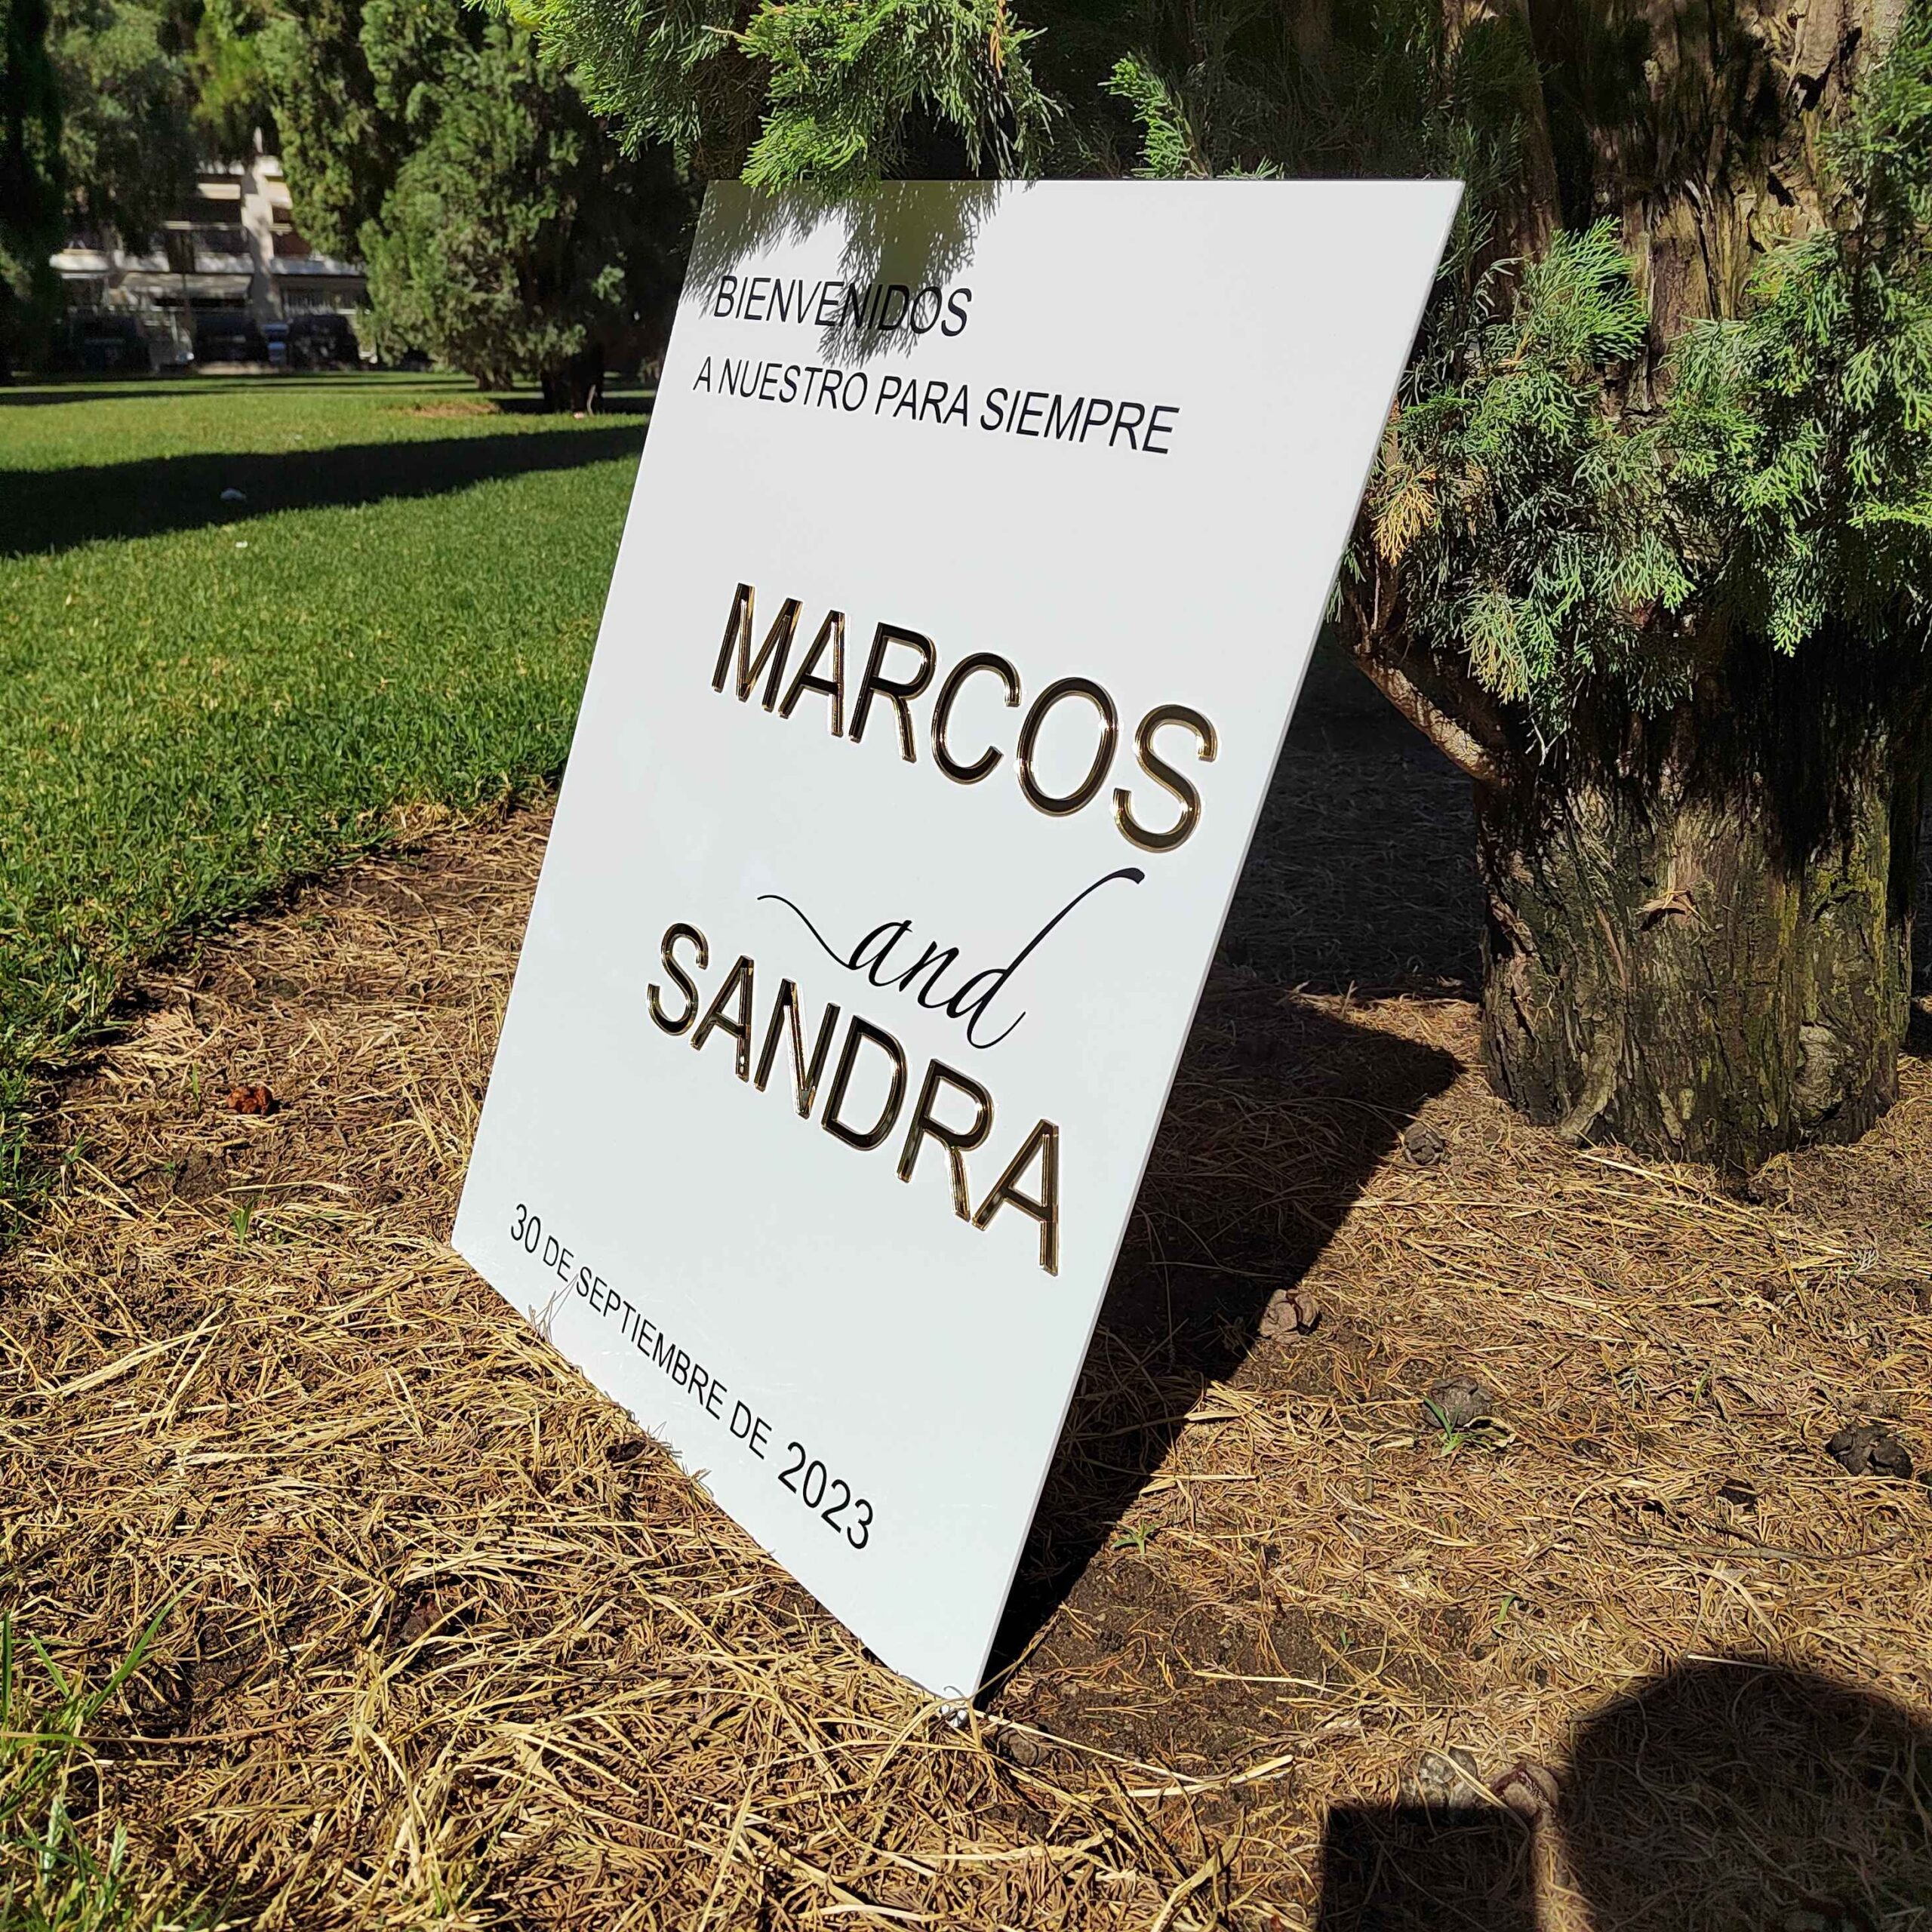 BIENVENIDOS
A NUESTRO PARA SIEMPRE
MARCOS
and
SANDRA
30 DE SEPTIEMBRE DE 2023